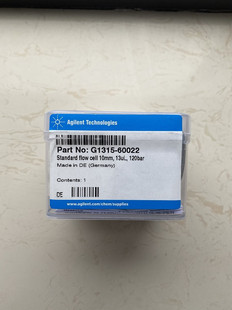 Agilent Technologies
Part No: G1315-60022
Standard flow cell 10mm, 13uL, 120bar
Made in DE (Germany)
Contents: 1
DE
www.agilent.com/chem/supplies